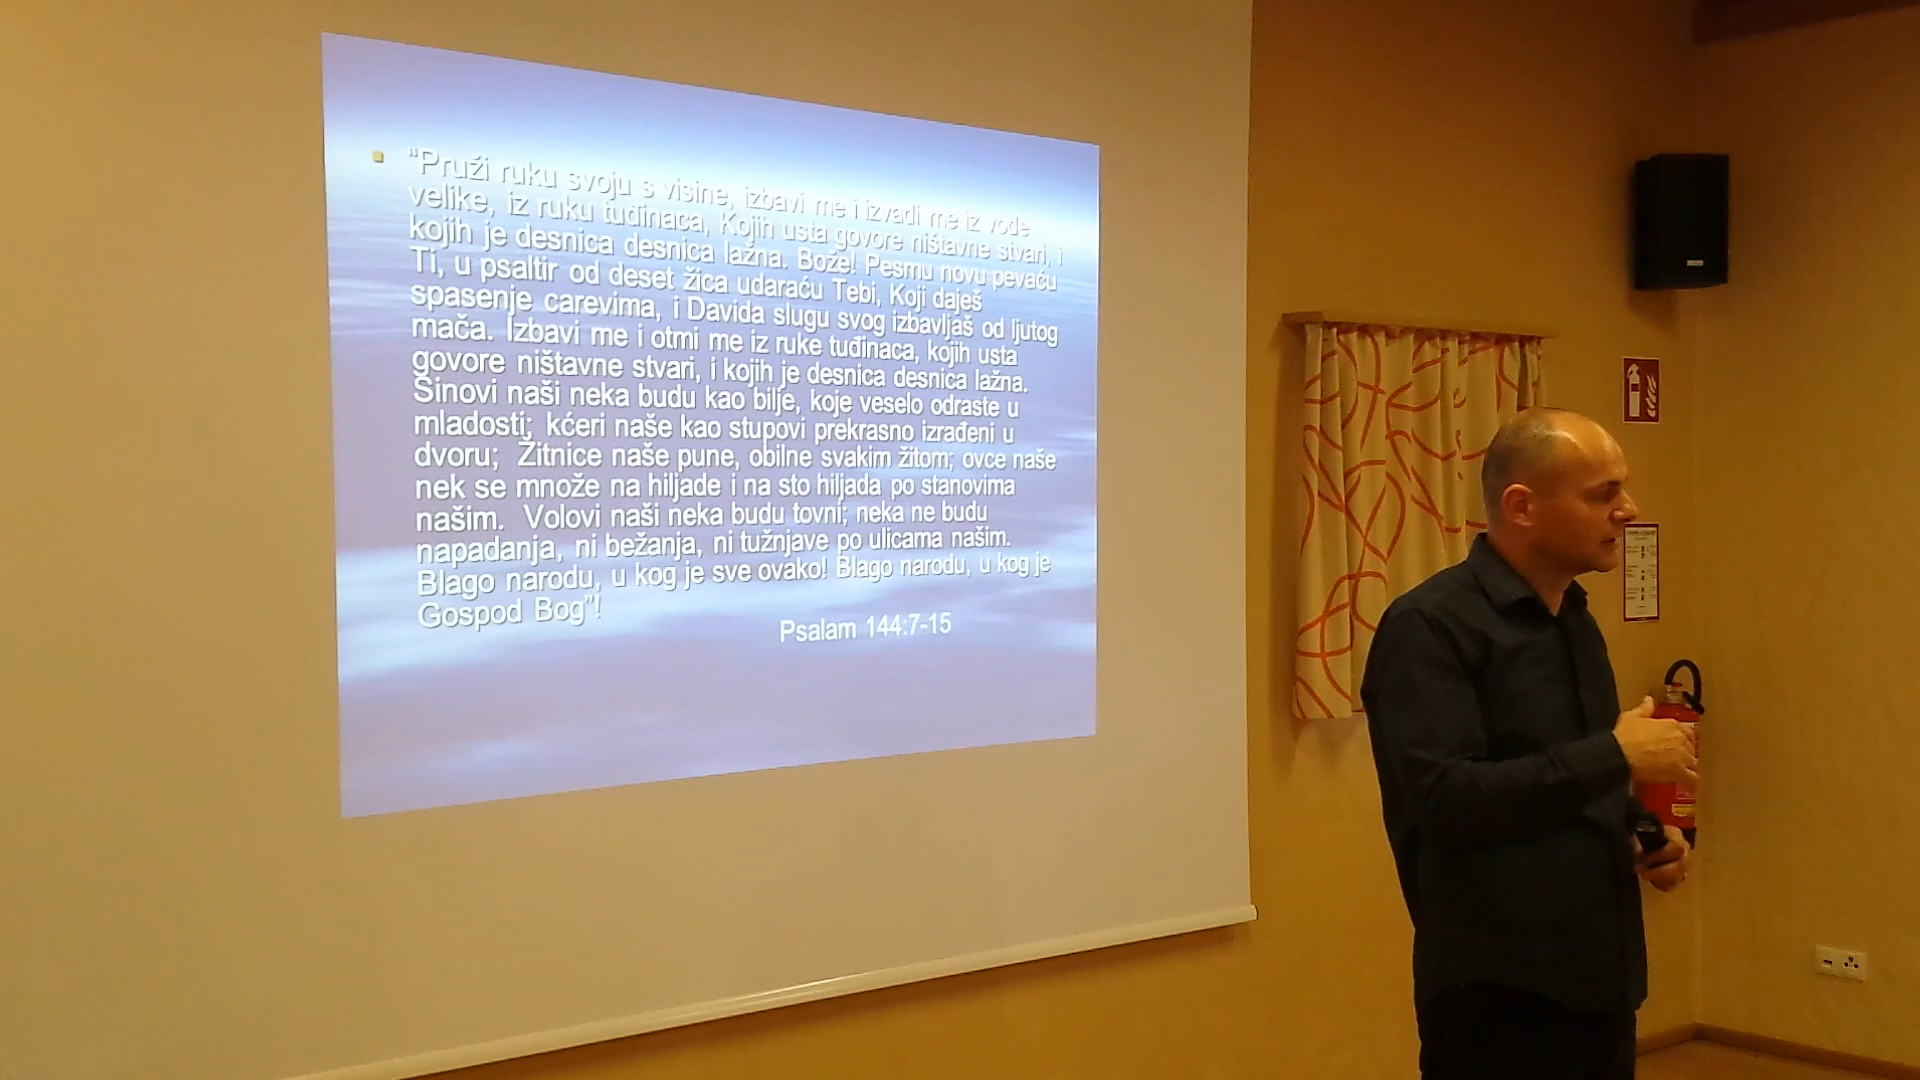 “Pruži ruku svoju s visine, izbavi me i izvadi me iz vode
velike, iz ruku tuđinaca, Kojih usta govore ništavne stvari, i
kojih je desnica desnica lažna. Bože! Pesmu novu pevaću
Ti, u psaltir od deset žica udaraću Tebi, Koji daješ
spasenje carevima, i Davida slugu svog izbavljaš od ljutog
mača. Izbavi me i otmi me iz ruke tuđinaca, kojih usta
govore ništavne stvari, i kojih je desnica desnica lažna.
Sinovi naši neka budu kao bilje, koje veselo odraste u
mladosti; kćeri naše kao stupovi prekrasno izrađeni u
dvoru; Žitnice naše pune, obilne svakim žitom; ovce naše
nek se množe na hiljade i na sto hiljada po stanovima
našim. Volovi naši neka budu tovni; neka ne budu
napadanja, ni bežanja, ni tužnjave po ulicama našim.
Blago narodu, u kog je sve ovako! Blago narodu, u kog je
Gospod Bog”!
Psalam 144:7-15